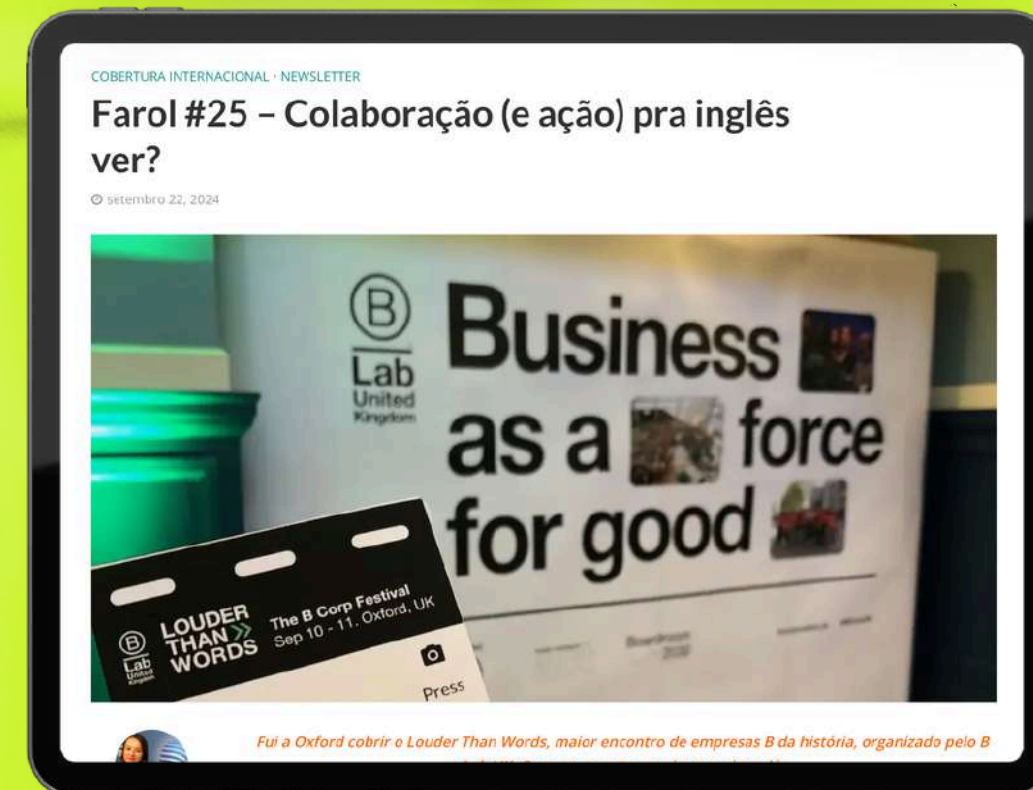 COBERTURA INTERNACIONAL · NEWSLETTER
Farol #25 – Colaboração (e ação) pra inglês
ver?
setembro 22, 2024
B
Lab
United
Kingdom
Business
as a force
for good
B
Lab
United
Kingdom
LOUDER
THAN
WORDS
The B Corp Festival
Sep 10 - 11. Oxford, UK
Press
Fui a Oxford cobrir o Louder Than Words, maior encontro de empresas B da história, organizado pelo B